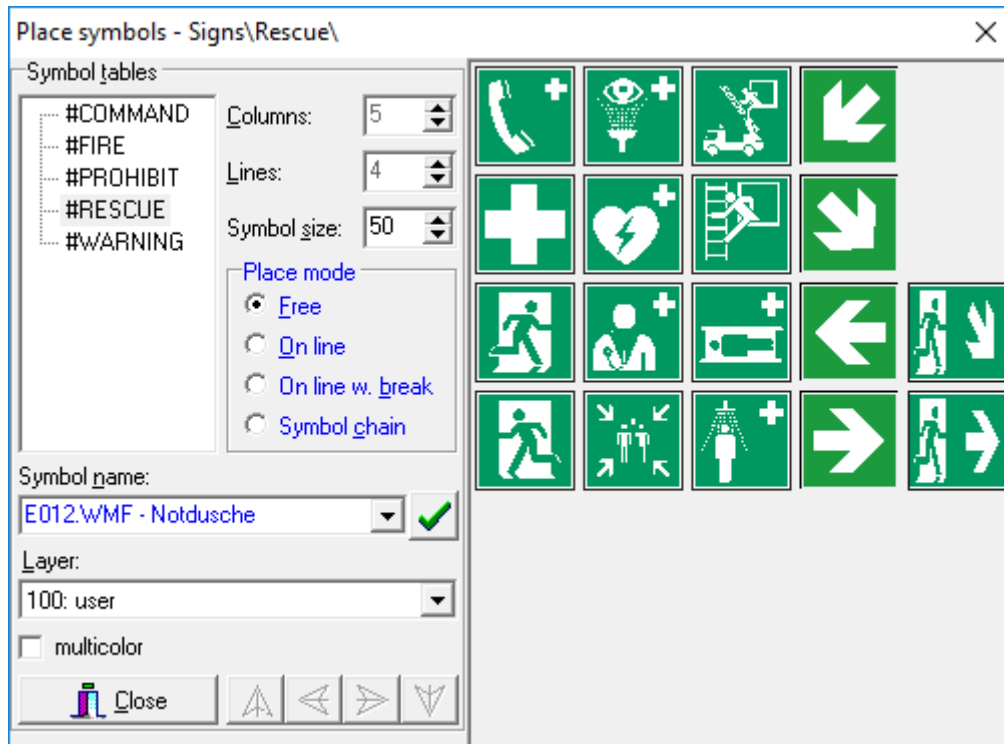 Place symbols - Signs\Rescue\
Symbol tables
#COMMAND
#FIRE
#PROHIBIT
#RESCUE
#WARNING
Columns: 5
Lines: 4
Symbol size: 50
Place mode
Free
On line
On line w. break
Symbol chain
Symbol name:
E012.WMF - Notdusche
Layer:
100: user
multicolor
Close